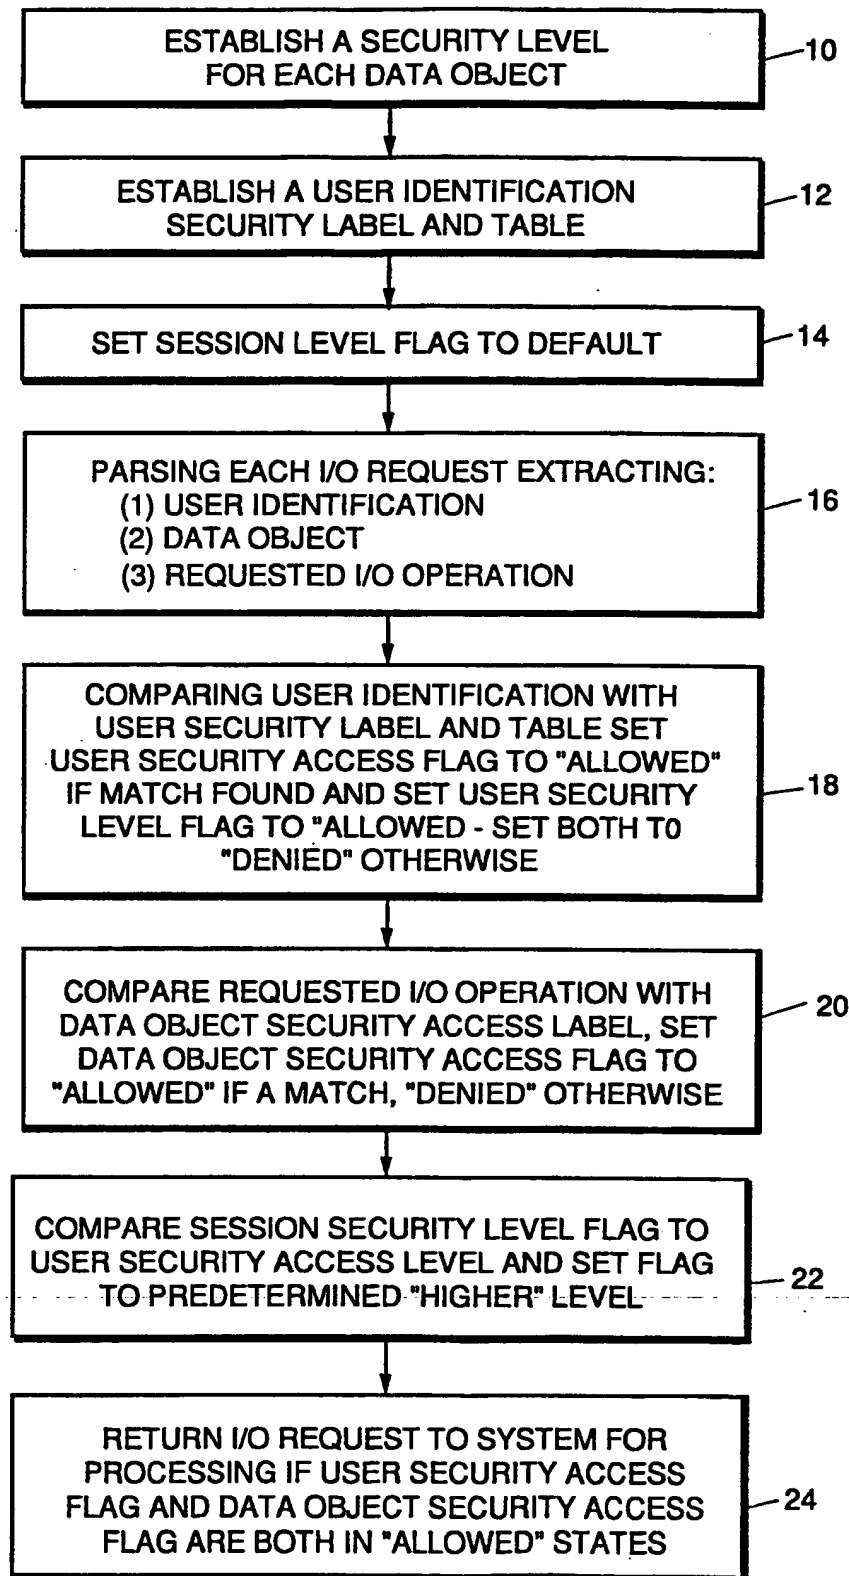 ESTABLISH A SECURITY LEVEL
FOR EACH DATA OBJECT
10
ESTABLISH A USER IDENTIFICATION
SECURITY LABEL AND TABLE
12
SET SESSION LEVEL FLAG TO DEFAULT
14
PARSING EACH I/O REQUEST EXTRACTING:
(1) USER IDENTIFICATION
(2) DATA OBJECT
(3) REQUESTED I/O OPERATION
16
COMPARING USER IDENTIFICATION WITH
USER SECURITY LABEL AND TABLE SET
USER SECURITY ACCESS FLAG TO "ALLOWED"
IF MATCH FOUND AND SET USER SECURITY
LEVEL FLAG TO "ALLOWED - SET BOTH T0
"DENIED" OTHERWISE
18
COMPARE REQUESTED I/O OPERATION WITH
DATA OBJECT SECURITY ACCESS LABEL, SET
DATA OBJECT SECURITY ACCESS FLAG TO
"ALLOWED" IF A MATCH, "DENIED" OTHERWISE
20
COMPARE SESSION SECURITY LEVEL FLAG TO
USER SECURITY ACCESS LEVEL AND SET FLAG
TO PREDETERMINED "HIGHER" LEVEL
22
RETURN I/O REQUEST TO SYSTEM FOR
PROCESSING IF USER SECURITY ACCESS
FLAG AND DATA OBJECT SECURITY ACCESS
FLAG ARE BOTH IN "ALLOWED" STATES
24